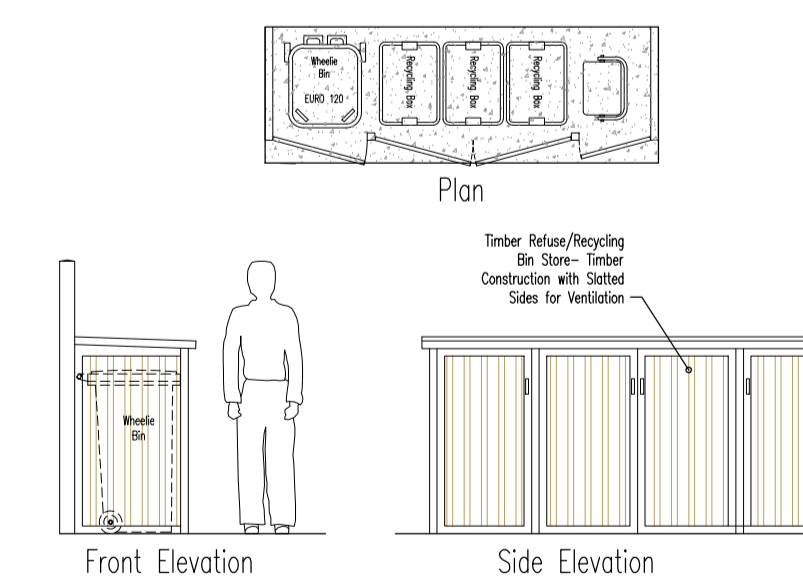 Wheelie
Bin
EURO 120
Recycling Box
Recycling Box
Recycling Box
Plan
Timber Refuse/Recycling
Bin Store- Timber
Construction with Slatted
Sides for Ventilation
Wheelie
Bin
Front Elevation
Side Elevation